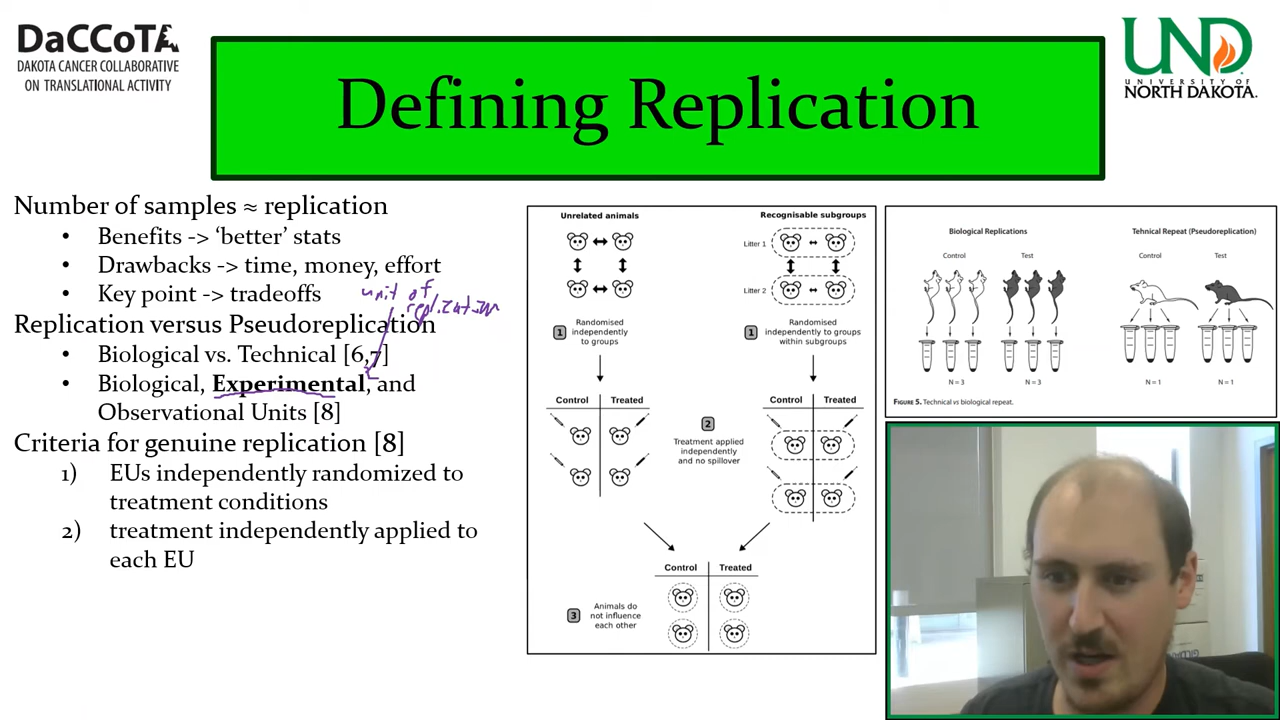 DaCCoTA
DAKOTA CANCER COLLABORATIVE
ON TRANSLATIONAL ACTIVITY
Defining Replication
UND
UNIVERSITY OF
NORTH DAKOTA.
Number of samples ≈ replication
• Benefits -> ‘better’ stats
• Drawbacks -> time, money, effort
• Key point -> tradeoffs
unit of
replication
Replication versus Pseudoreplication
• Biological vs. Technical [6,7]
• Biological, Experimental, and
Observational Units [8]
Criteria for genuine replication [8]
1) EUs independently randomized to
treatment conditions
2) treatment independently applied to
each EU
Unrelated animals
Recognisable subgroups
Litter 1
Litter 2
1 Randomised
independently
to groups
1 Randomised
independently to groups
within subgroups
Control Treated
Control Treated
2
Treatment applied
independently
and no spillover
Control Treated
3 Animals do
not influence
each other
Biological Replications
Control Test
N = 3 N = 3
Tehnical Repeat (Pseudoreplication)
Control Test
N = 1 N = 1
FIGURE 5. Technical vs biological repeat.